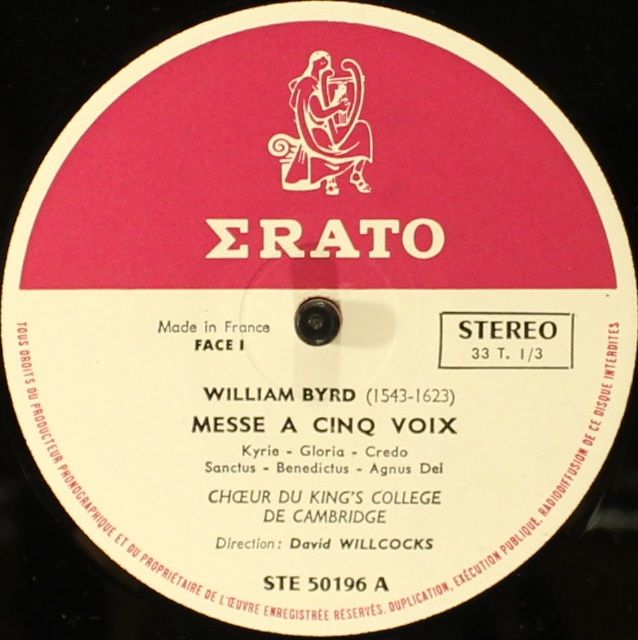 ΣRATO
Made in France
FACE I
STEREO
33 T. 1/3
WILLIAM BYRD (1543-1623)
MESSE A CINQ VOIX
Kyrie - Gloria - Credo
Sanctus - Benedictus - Agnus Dei
CHŒUR DU KING'S COLLEGE
DE CAMBRIDGE
Direction: David WILLCOCKS
STE 50196 A
TOUS DROITS DU PRODUCTEUR PHONOGRAPHIQUE ET DU PROPRIÉTAIRE DE L'ŒUVRE ENREGISTRÉE RÉSERVÉS. DUPLICATION, EXÉCUTION PUBLIQUE, RADIODIFFUSION DE CE DISQUE INTERDITES